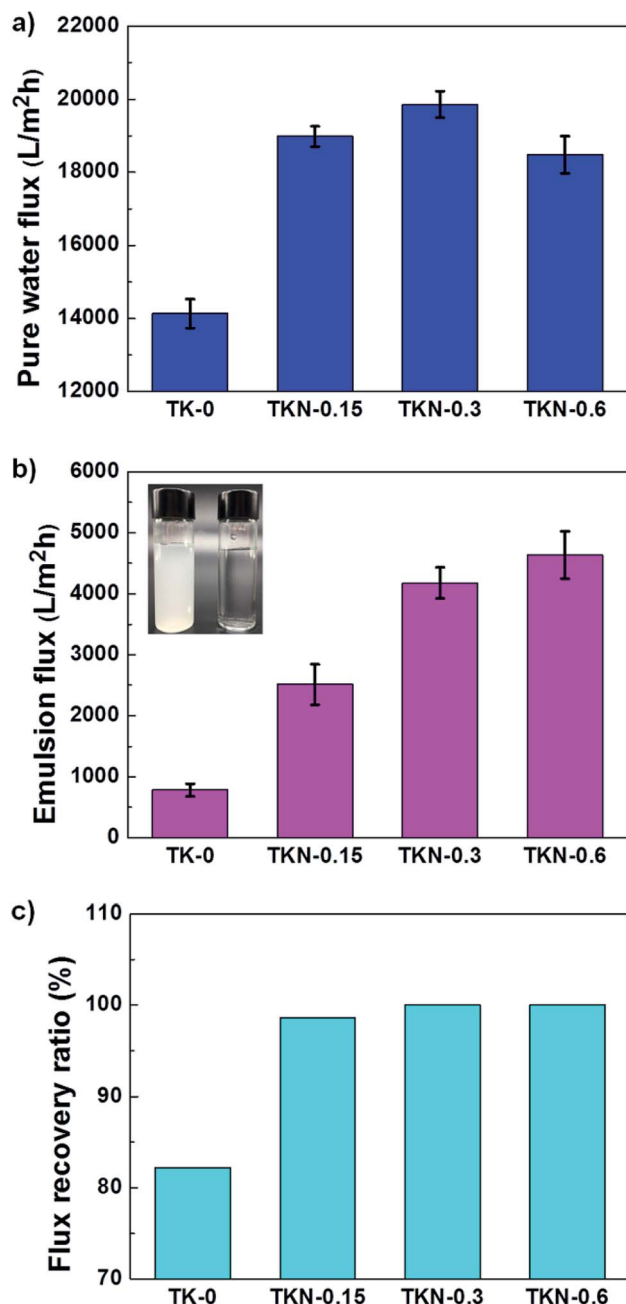 a)
Pure water flux (L/m²h)
22000
20000
18000
16000
14000
12000
TK-0 TKN-0.15 TKN-0.3 TKN-0.6
b)
Emulsion flux (L/m²h)
6000
5000
4000
3000
2000
1000
0
TK-0 TKN-0.15 TKN-0.3 TKN-0.6
c)
Flux recovery ratio (%)
110
100
90
80
70
TK-0 TKN-0.15 TKN-0.3 TKN-0.6